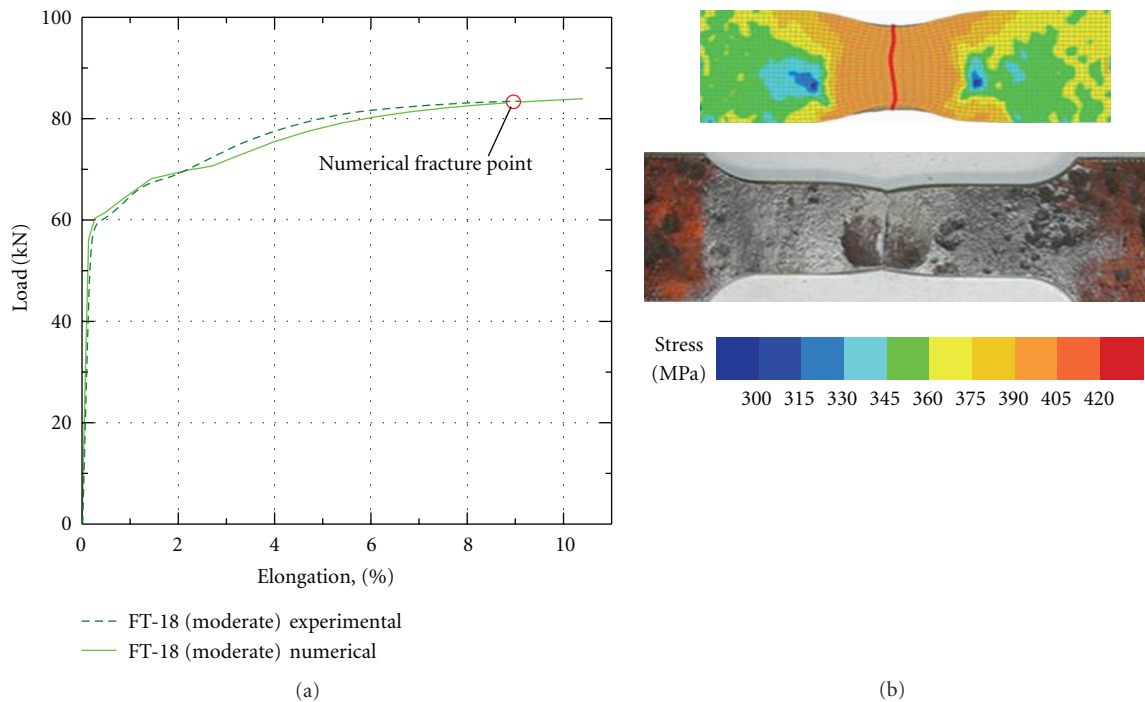 100
80
60
40
20
0
Load (kN)
0 2 4 6 8 10
Elongation, (%)
Numerical fracture point
FT-18 (moderate) experimental
FT-18 (moderate) numerical
(a)
Stress
(MPa)
300 315 330 345 360 375 390 405 420
(b)